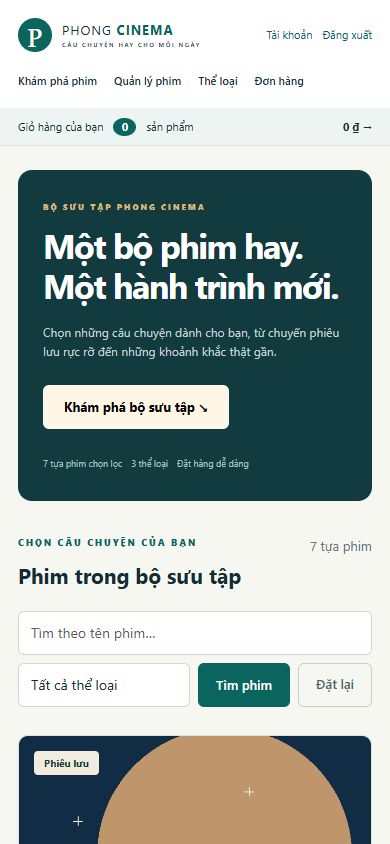 P
PHONG CINEMA
CÂU CHUYỆN HAY CHO MỖI NGÀY
Tài khoản Đăng xuất
Khám phá phim Quản lý phim Thể loại Đơn hàng
Giỏ hàng của bạn 0 sản phẩm 0 ₫ →
BỘ SƯU TẬP PHONG CINEMA
Một bộ phim hay.
Một hành trình mới.
Chọn những câu chuyện dành cho bạn, từ chuyến phiêu
lưu rực rỡ đến những khoảnh khắc thật gần.
Khám phá bộ sưu tập ↘
7 tựa phim chọn lọc 3 thể loại Đặt hàng dễ dàng
CHỌN CÂU CHUYỆN CỦA BẠN
7 tựa phim
Phim trong bộ sưu tập
Tìm theo tên phim...
Tất cả thể loại Tìm phim Đặt lại
Phiêu lưu